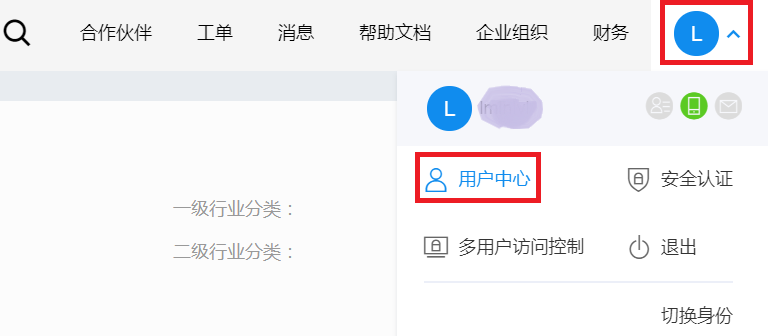 合作伙伴 工单 消息 帮助文档 企业组织 财务 L
L
用户中心 安全认证
一级行业分类：
多用户访问控制 退出
二级行业分类：
切换身份